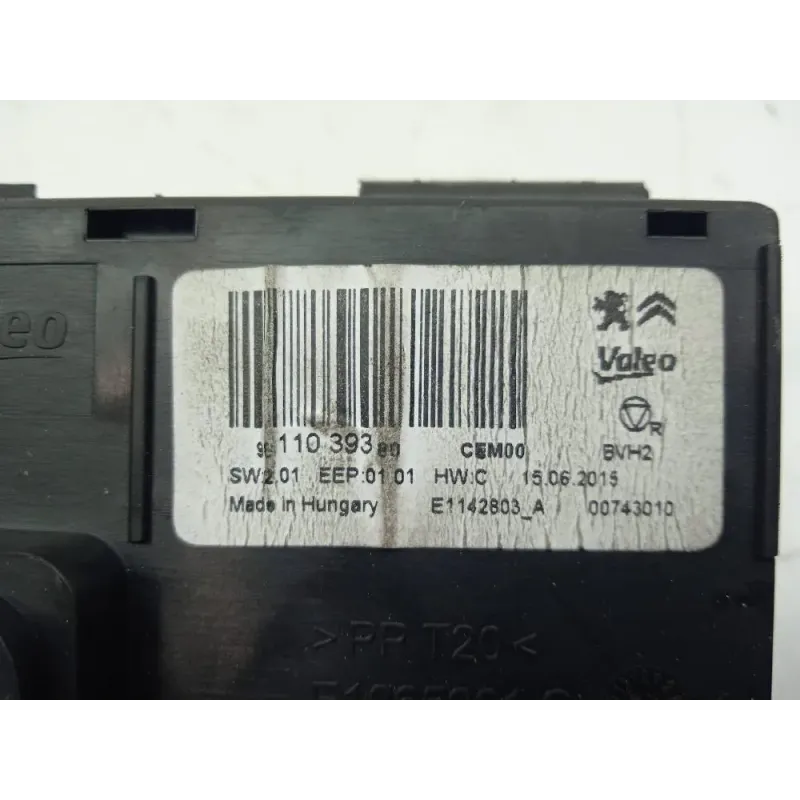 Valeo
110 393 CEM00
BVH2
R
SW:2.01 EEP:01 01 HW:C 15.06.2015
Made in Hungary E1142803_A 00743010
>PP T20<